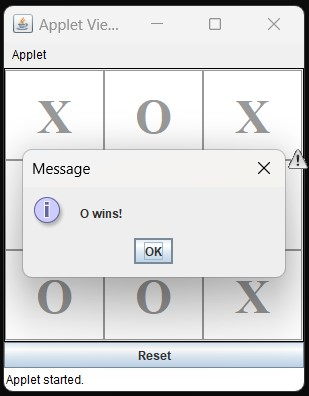 Applet Vie...
Applet
X O X
Message
i
O wins!
OK
O O X
Reset
Applet started.